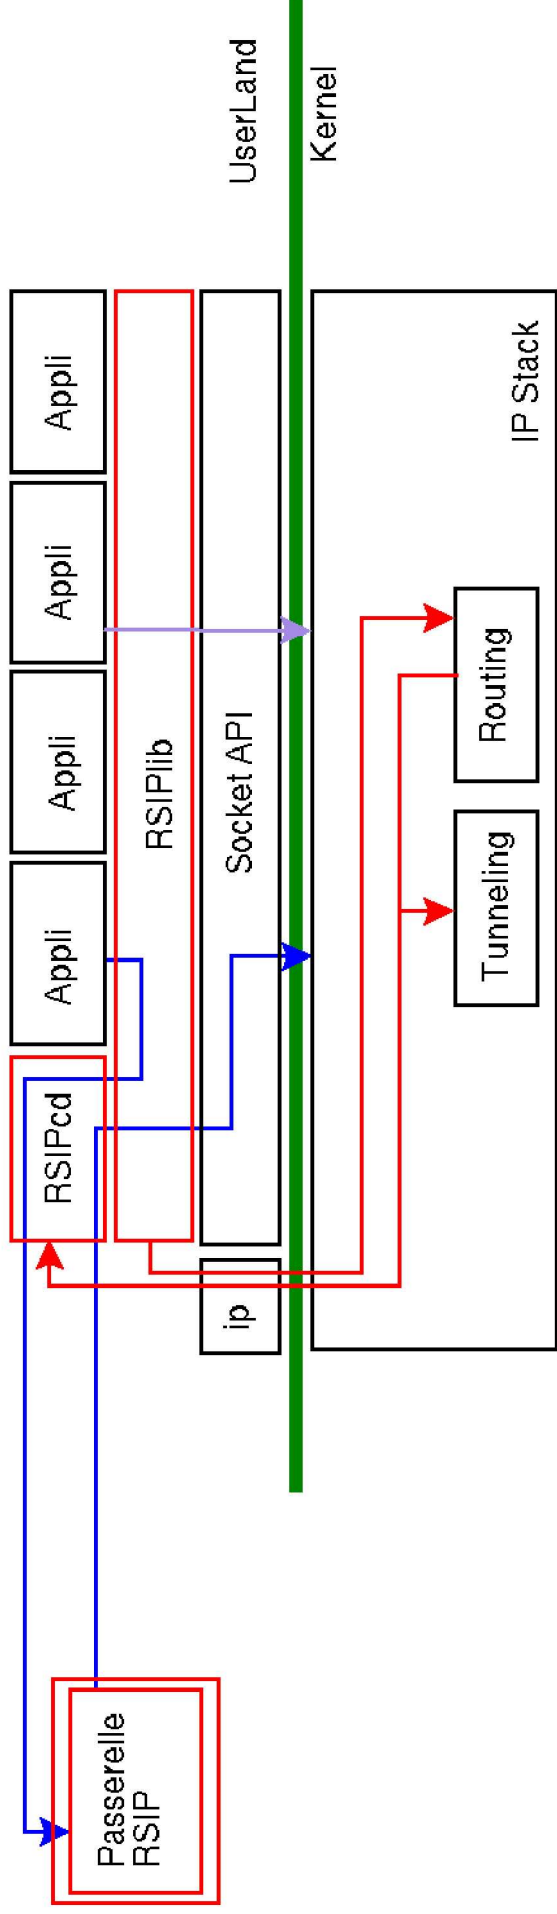 Passerelle
RSIP
RSIPcd
Appli
Appli
Appli
Appli
RSIPlib
ip
Socket API
UserLand
Kernel
Tunneling
Routing
IP Stack